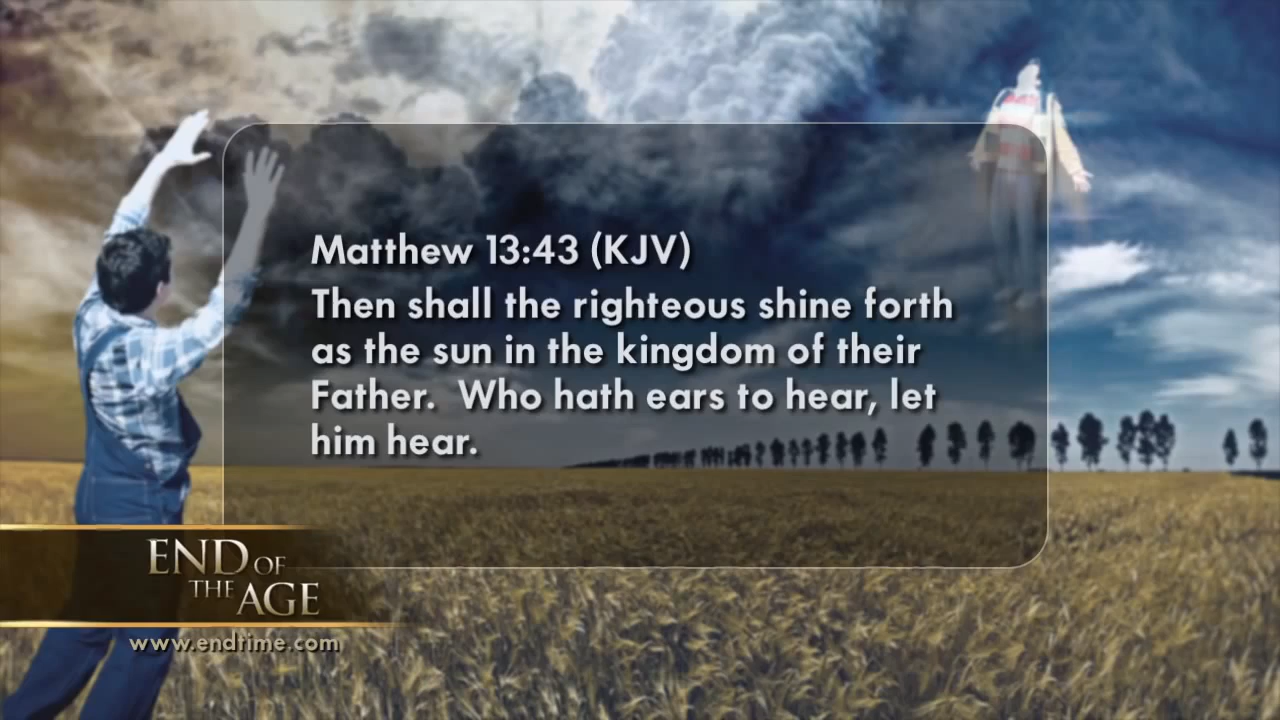 Matthew 13:43 (KJV)
Then shall the righteous shine forth
as the sun in the kingdom of their
Father.  Who hath ears to hear, let
him hear.
END OF
THE AGE
www.endtime.com